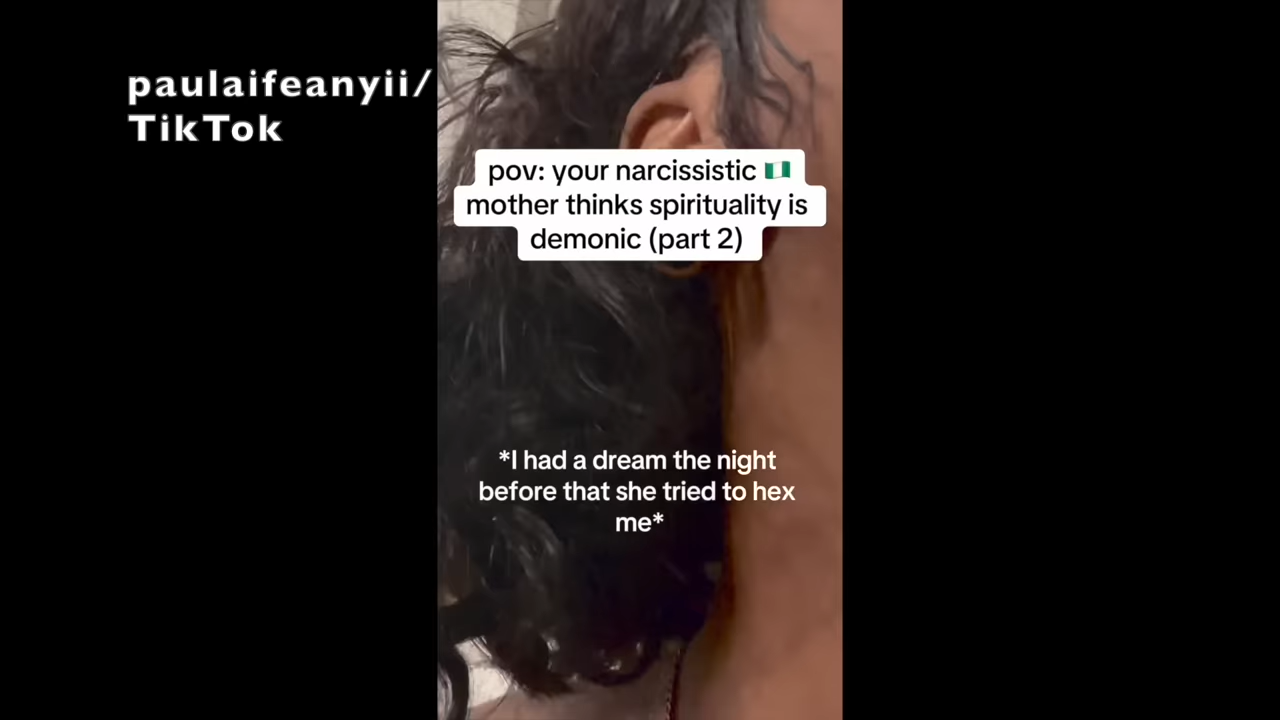 paulaifeanyii/
TikTok
pov: your narcissistic 🇳🇬
mother thinks spirituality is
demonic (part 2)
*I had a dream the night
before that she tried to hex
me*